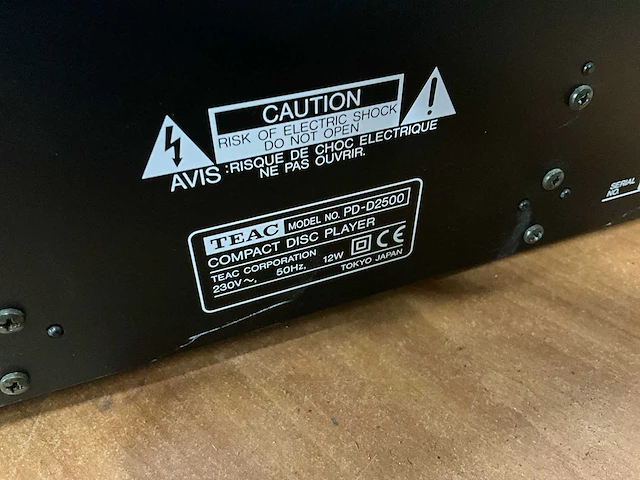 CAUTION
RISK OF ELECTRIC SHOCK
DO NOT OPEN
AVIS :RISQUE DE CHOC ELECTRIQUE
NE PAS OUVRIR.
TEAC MODEL NO. PD-D2500
COMPACT DISC PLAYER
TEAC CORPORATION
230V~, 50Hz, 12W CE
TOKYO JAPAN
SERIAL
NO.